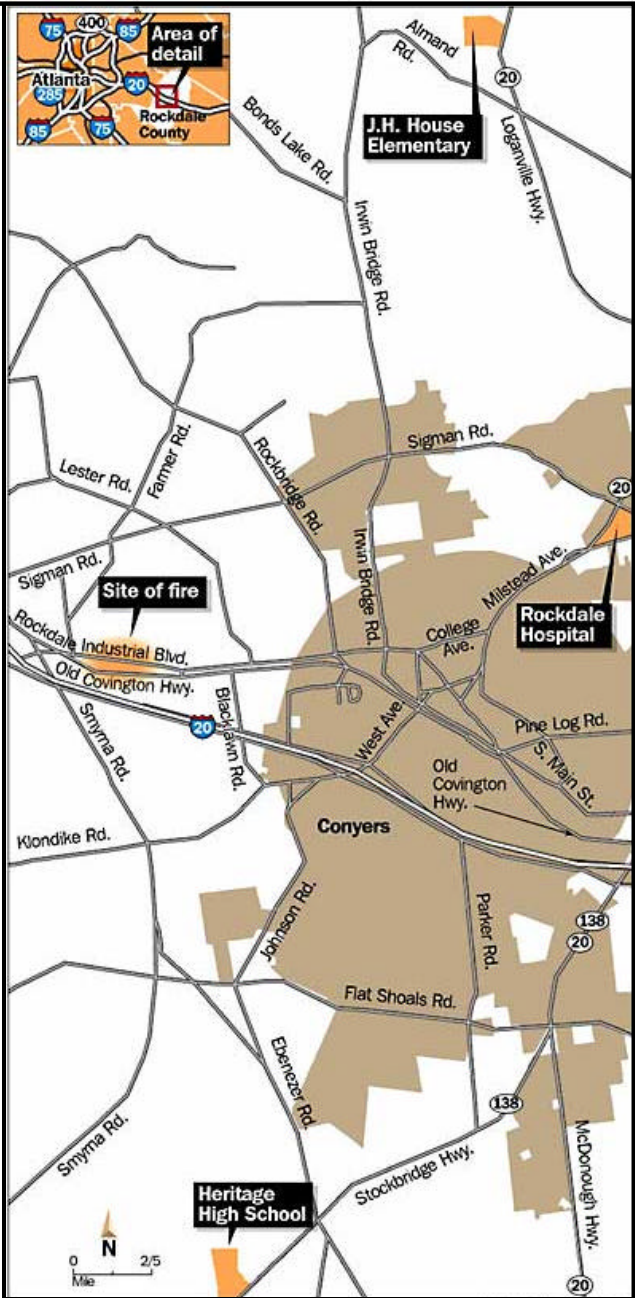 75
400
85
Area of
detail
Atlanta
285
20
Rockdale
County
85
75
Almand
Rd.
20
J.H. House
Elementary
Loganville Hwy.
Bonds Lake Rd.
Irwin Bridge Rd.
Sigman Rd.
Farmer Rd.
Rockbridge Rd.
Lester Rd.
20
Sigman Rd.
Irwin Bridge Rd.
Milstead Ave.
Site of fire
Rockdale
Hospital
College
Ave.
Rockdale Industrial Blvd.
Old Covington Hwy.
Blacklawn Rd.
20
Smyrna Rd.
West Ave.
Pine Log Rd.
S. Main St.
Old
Covington
Hwy.
Conyers
Klondike Rd.
Johnson Rd.
Parker Rd.
138
20
Flat Shoals Rd.
Ebenezer Rd.
138
Smyrna Rd.
Stockbridge Hwy.
McDonough Hwy.
Heritage
High School
N
0 2/5
Mile
20